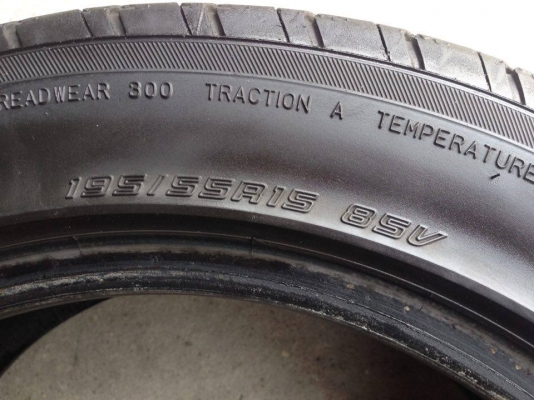 READWEAR 300 TRACTION A TEMPERATURE
195/55R15 85V